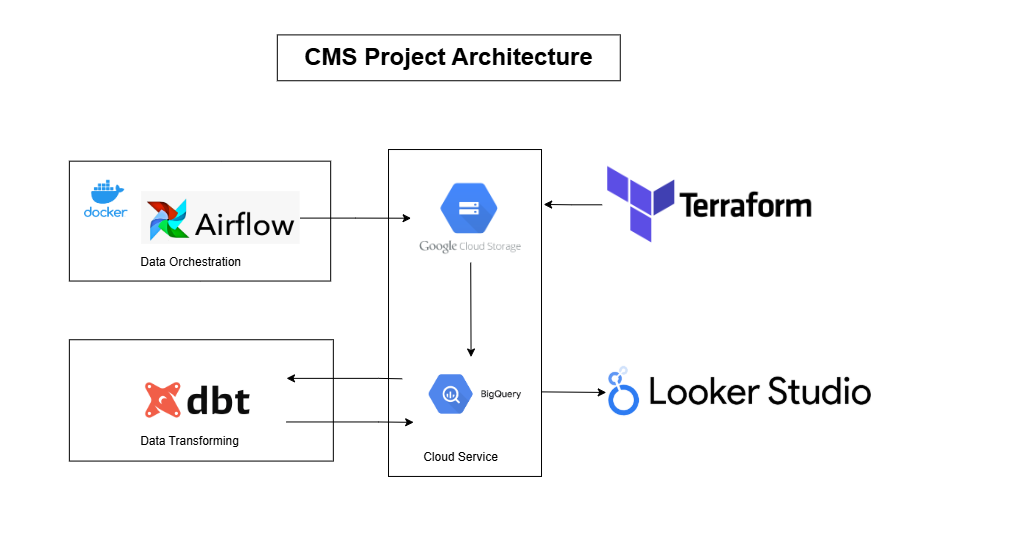 CMS Project Architecture
docker
Airflow
Data Orchestration
Google Cloud Storage
Terraform
dbt
Data Transforming
BigQuery
Cloud Service
Looker Studio